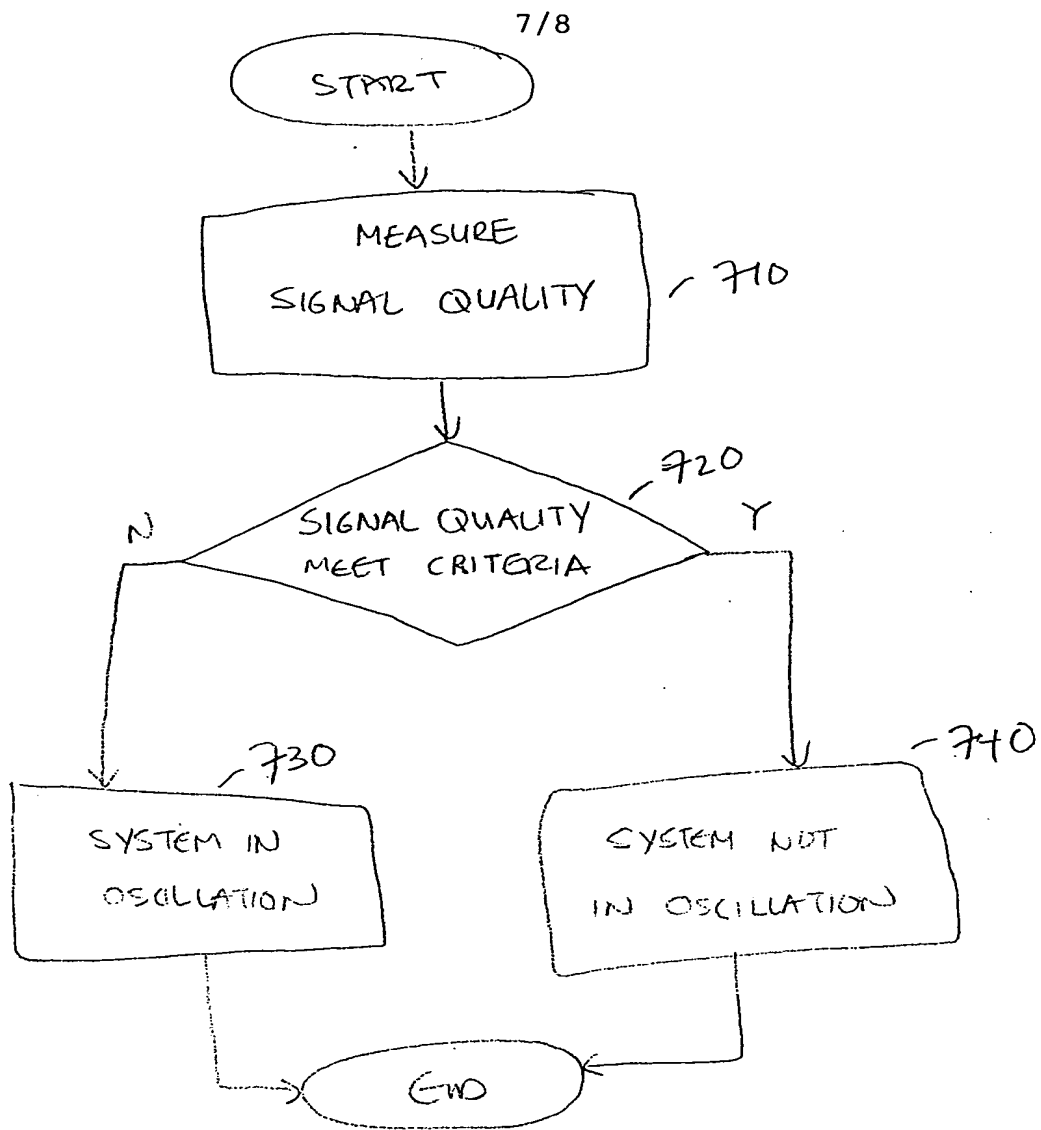 7/8
START
MEASURE
SIGNAL QUALITY
710
720
N
Y
SIGNAL QUALITY
MEET CRITERIA
730
740
SYSTEM IN
OSCILLATION
SYSTEM NOT
IN OSCILLATION
END